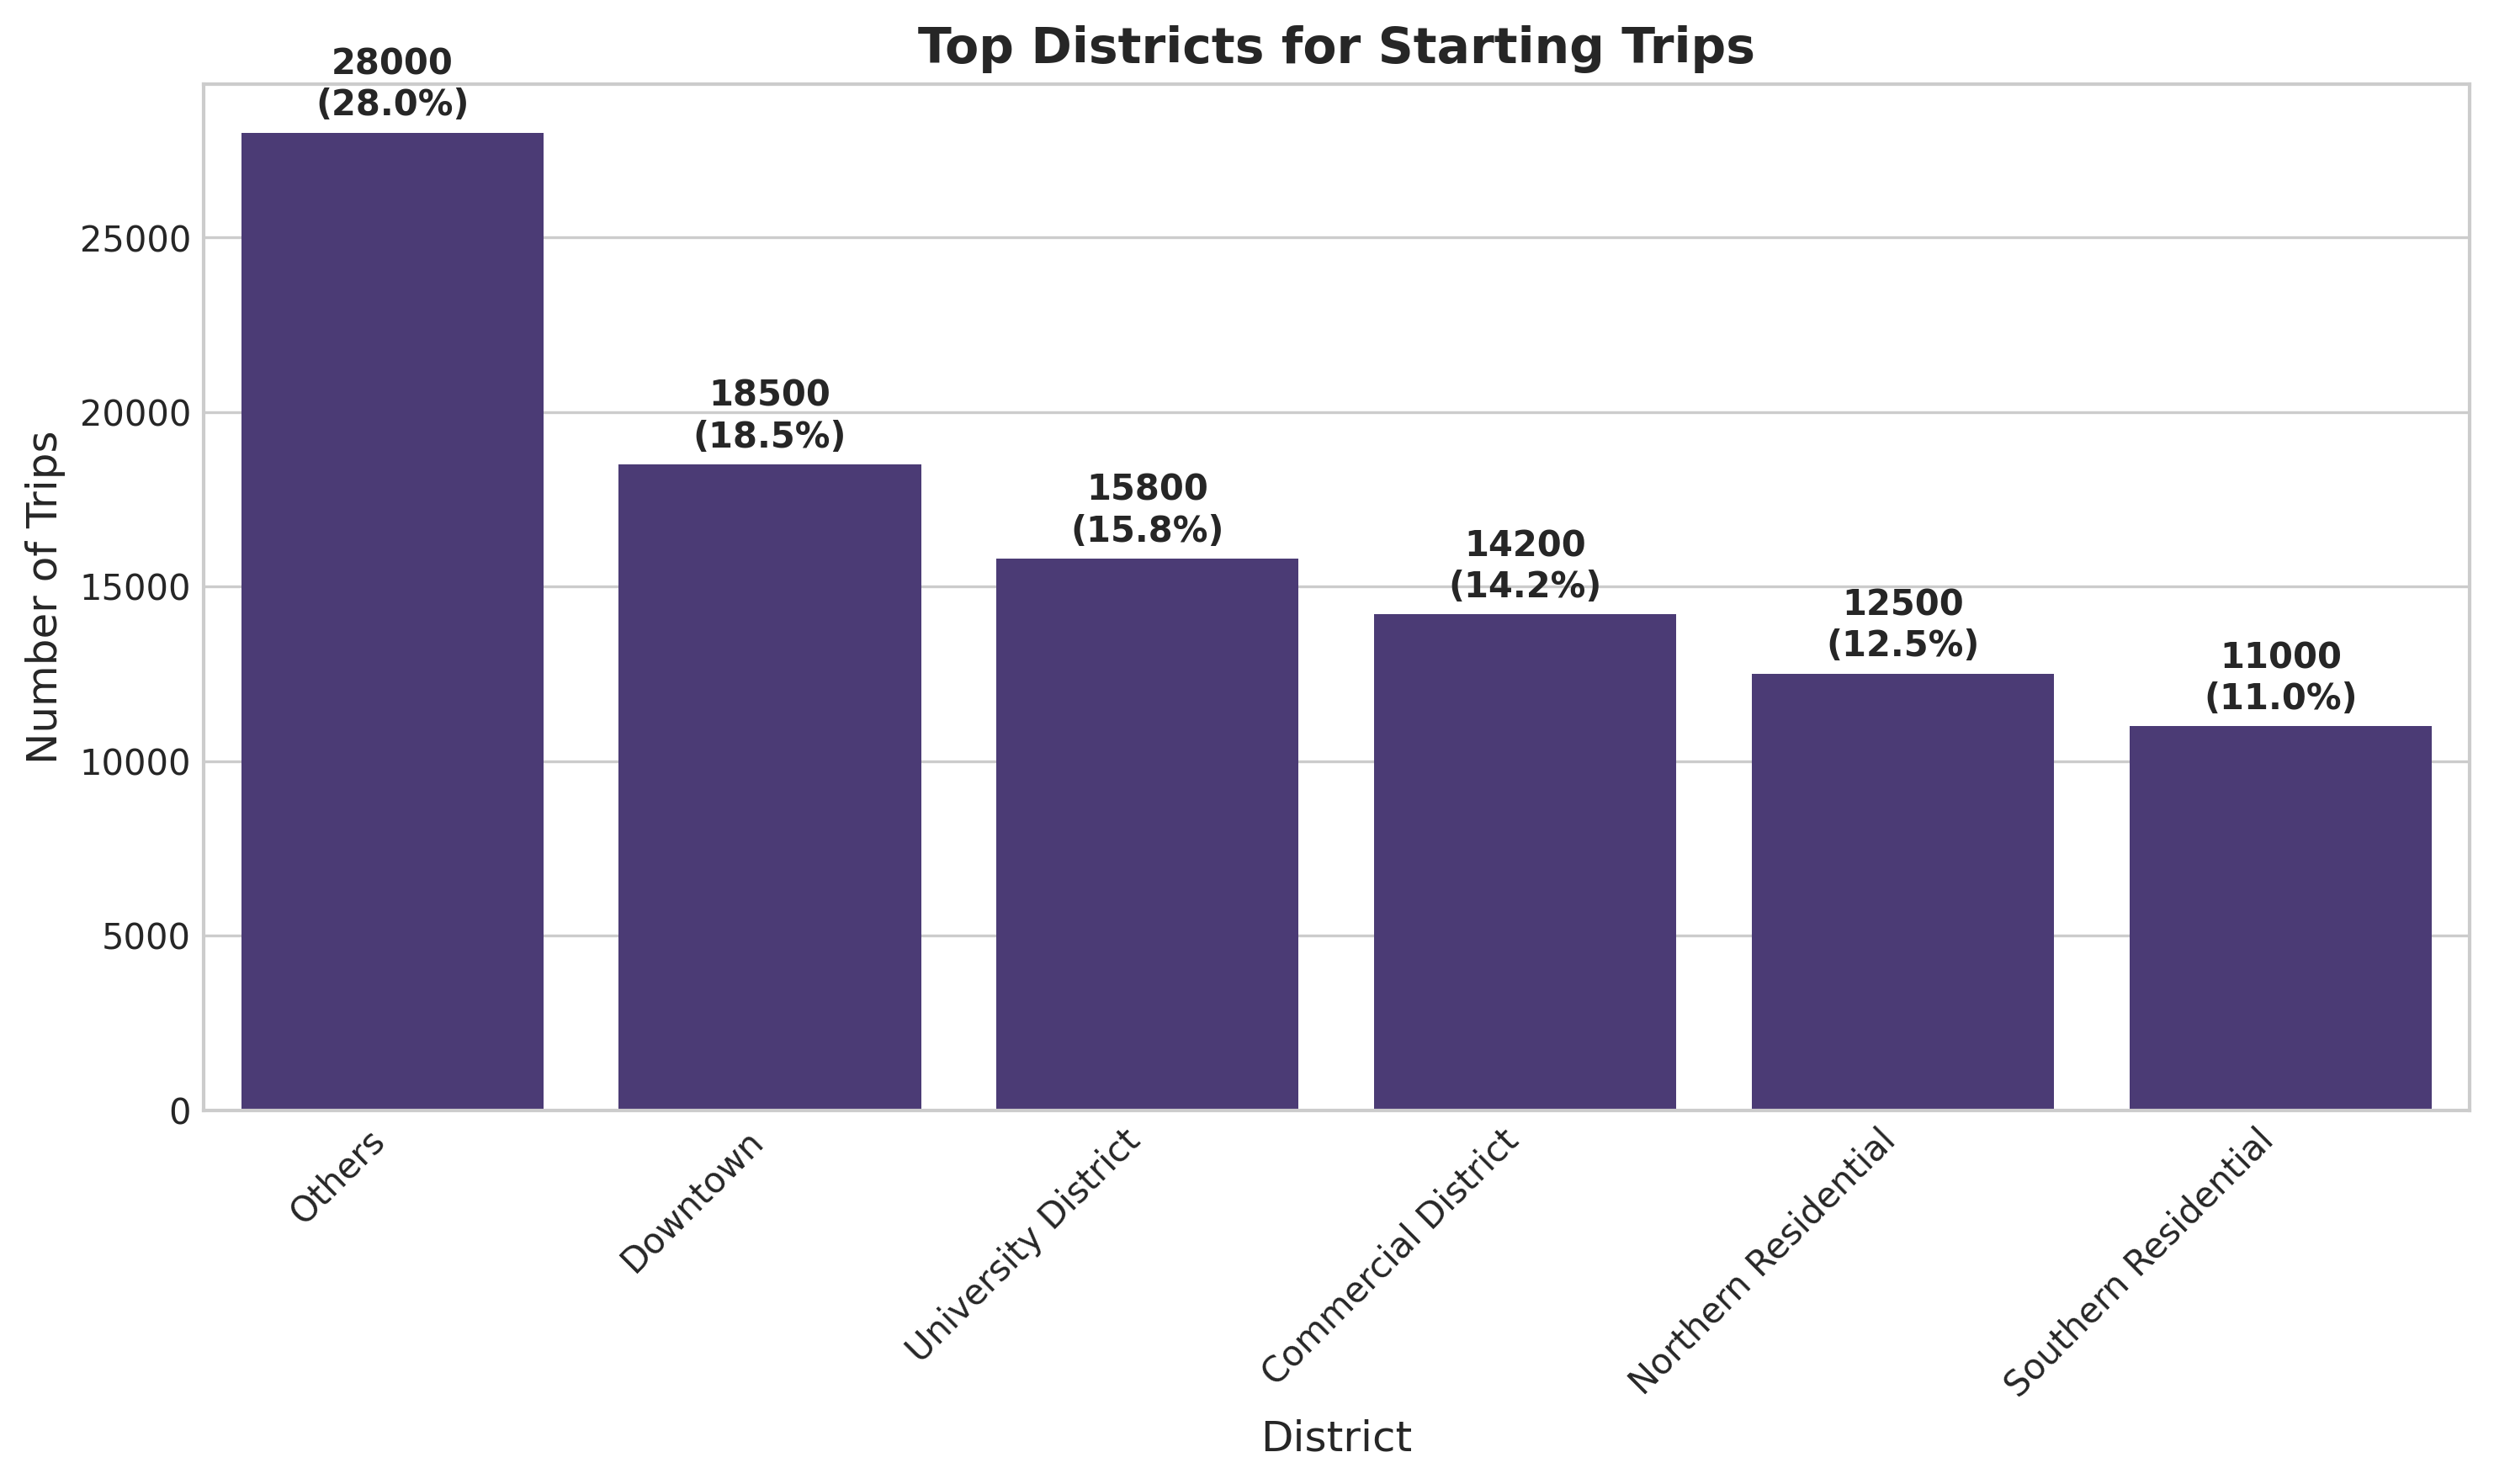 Top Districts for Starting Trips
28000
(28.0%)
18500
(18.5%)
15800
(15.8%)
14200
(14.2%)
12500
(12.5%)
11000
(11.0%)
Number of Trips
25000
20000
15000
10000
5000
0
Others
Downtown
University District
Commercial District
Northern Residential
Southern Residential
District